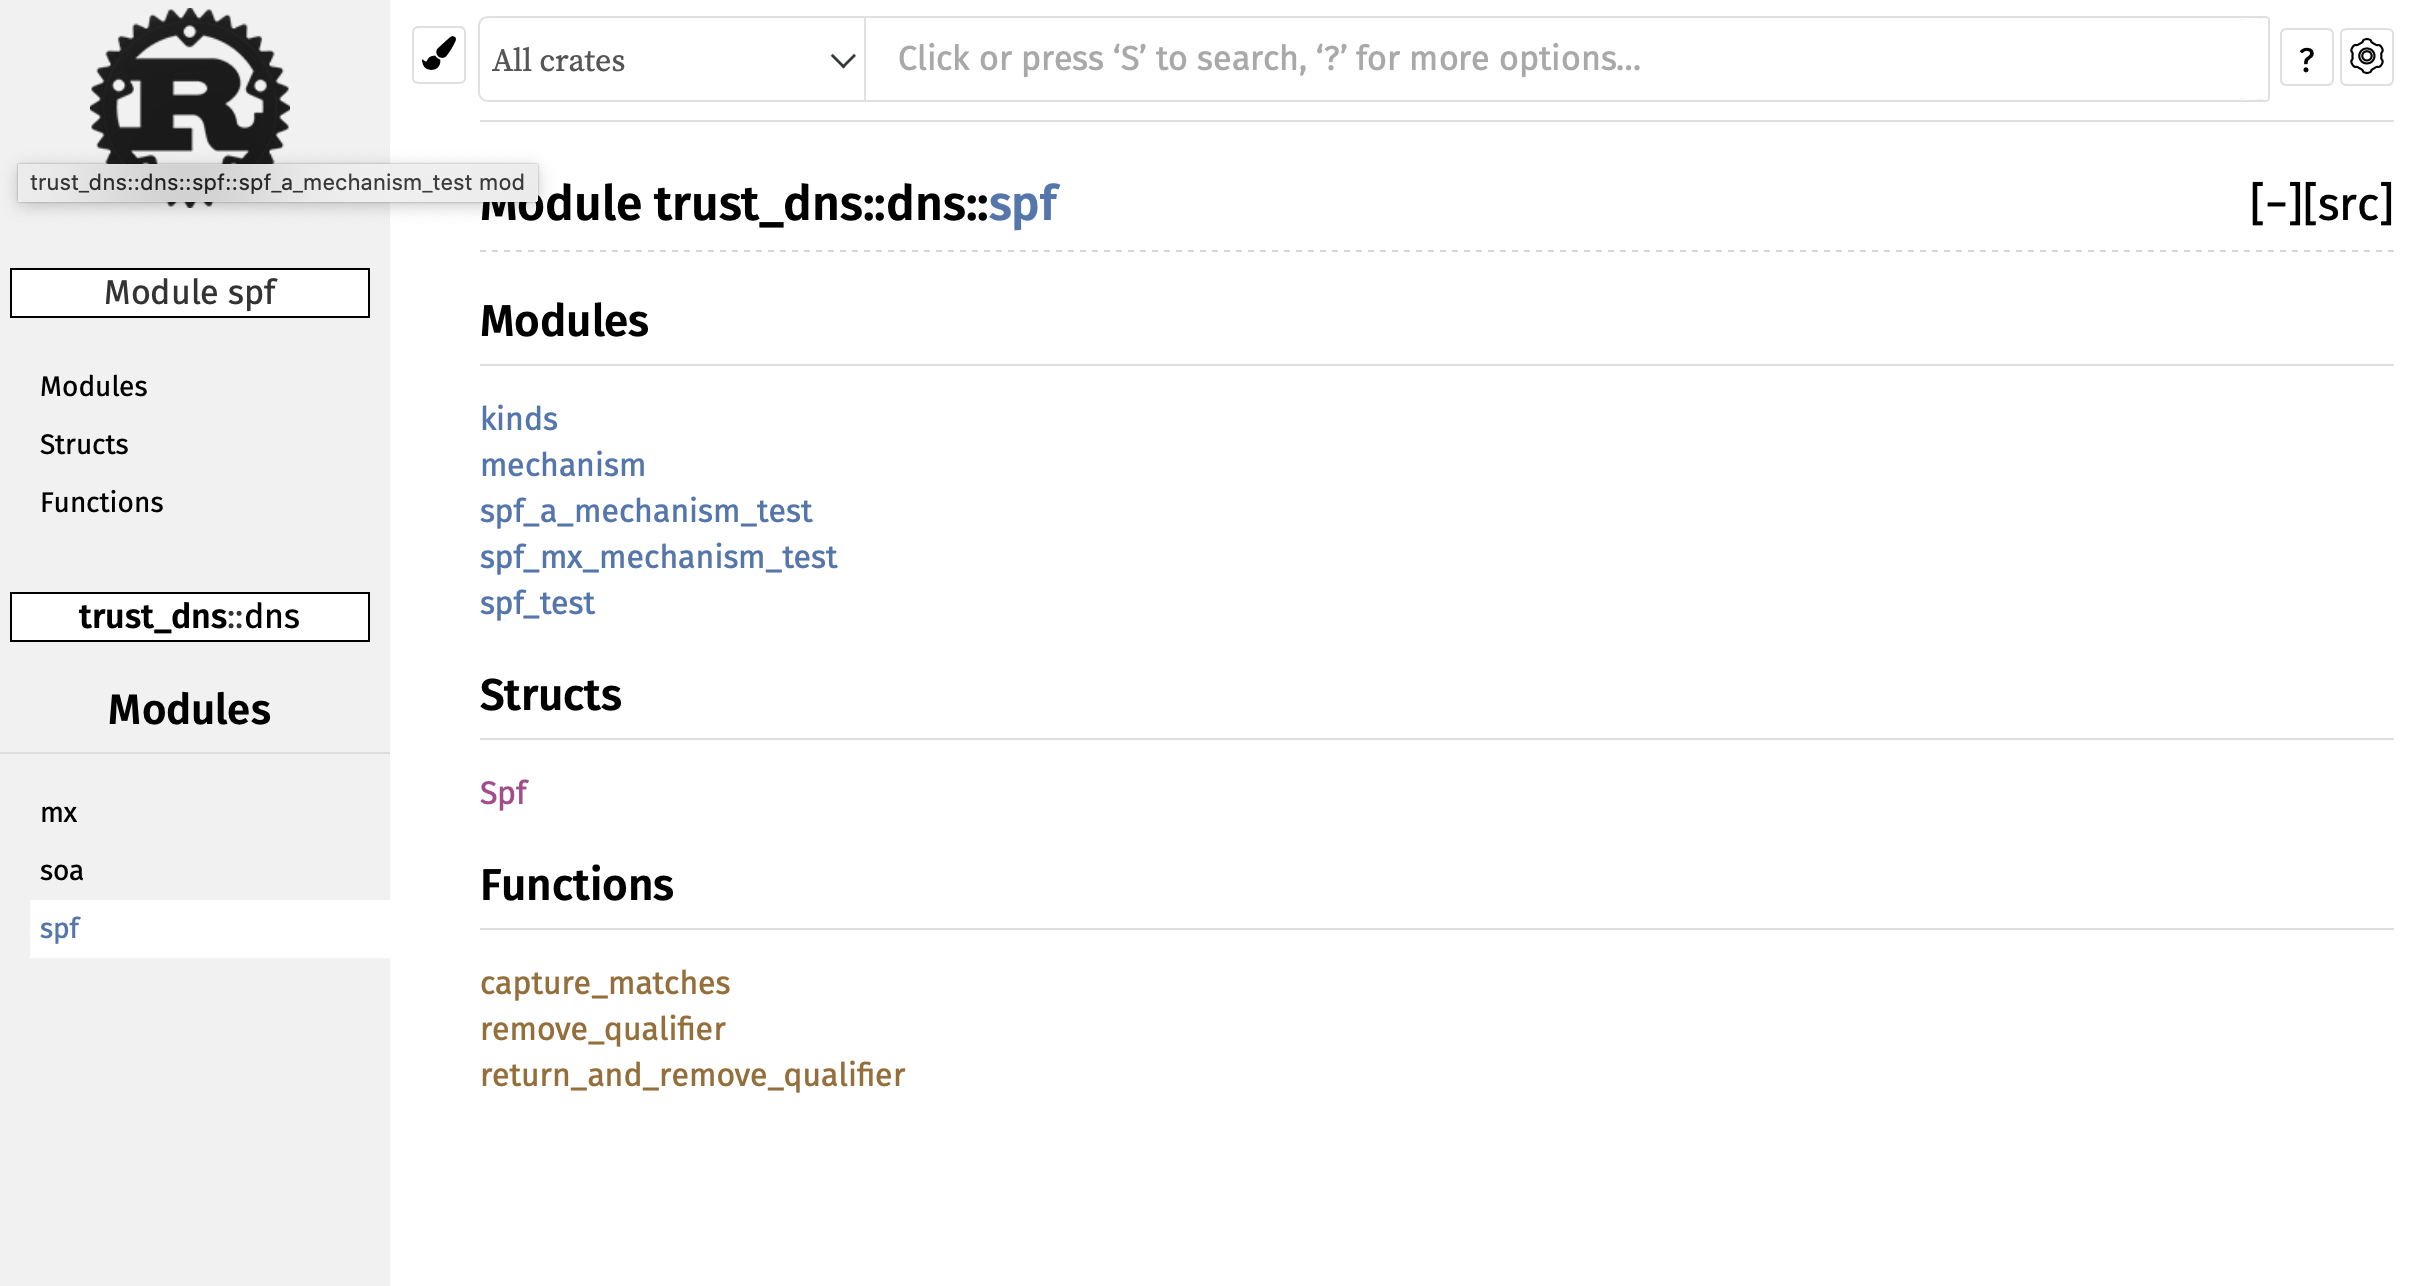 All crates
Click or press ‘S’ to search, ‘?’ for more options...
?
R
trust_dns::dns::spf::spf_a_mechanism_test mod
Module trust_dns::dns::spf
[-][src]
Module spf
Modules
Structs
Functions
trust_dns::dns
Modules
mx
soa
spf
Modules
kinds
mechanism
spf_a_mechanism_test
spf_mx_mechanism_test
spf_test
Structs
Spf
Functions
capture_matches
remove_qualifier
return_and_remove_qualifier